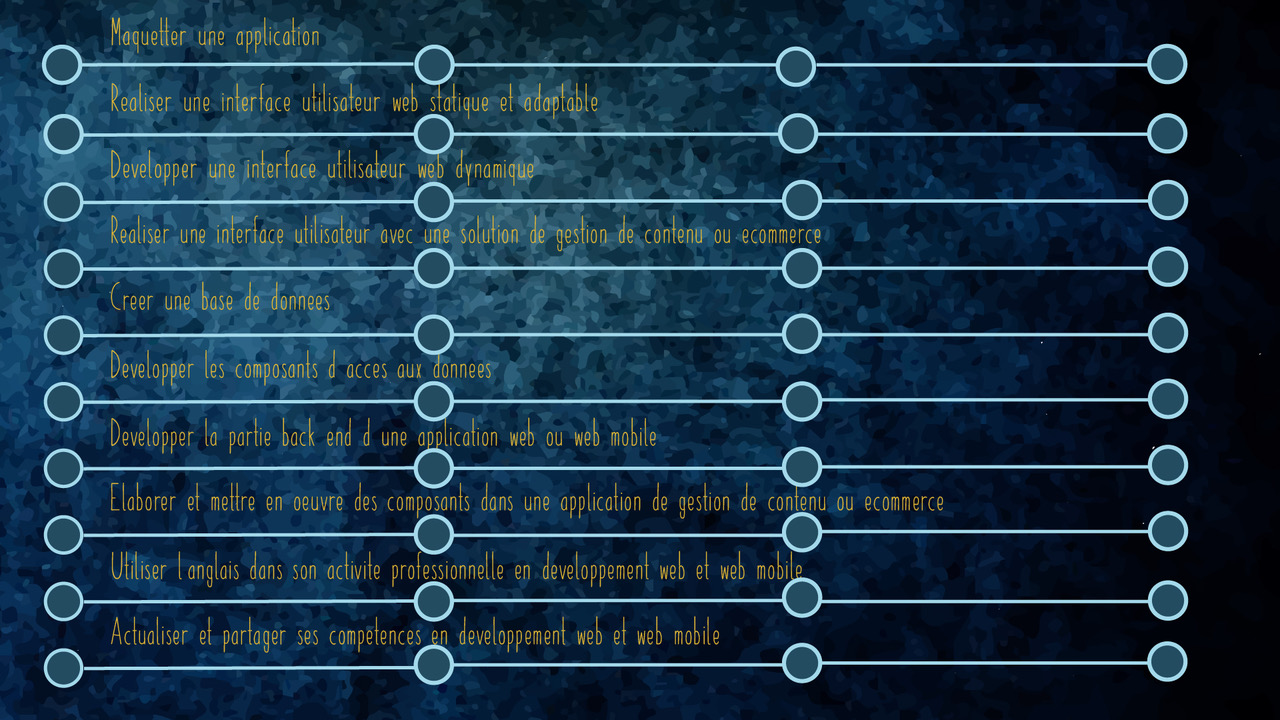 Maquetter une application
Realiser une interface utilisateur web statique et adaptable
Developper une interface utilisateur web dynamique
Realiser une interface utilisateur avec une solution de gestion de contenu ou ecommerce
Creer une base de donnees
Developper les composants d acces aux donnees
Developper la partie back end d une application web ou web mobile
Elaborer et mettre en oeuvre des composants dans une application de gestion de contenu ou ecommerce
Utiliser l anglais dans son activite professionnelle en developpement web et web mobile
Actualiser et partager ses competences en developpement web et web mobile